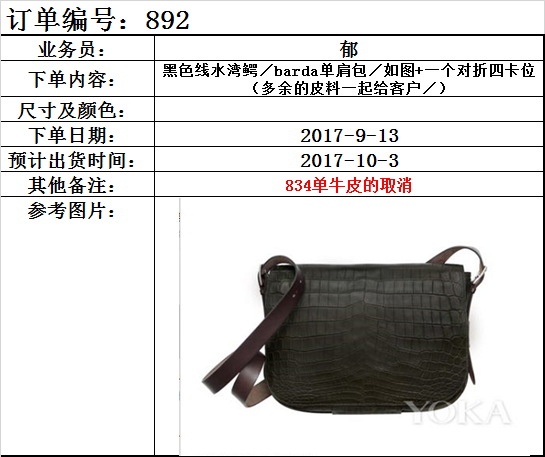 订单编号：892
业务员： 郁
下单内容： 黑色线水湾鳄／barda单肩包／如图+一个对折四卡位
（多余的皮料一起给客户／）
尺寸及颜色：
下单日期： 2017-9-13
预计出货时间： 2017-10-3
其他备注： 834单牛皮的取消
参考图片：
YOKA